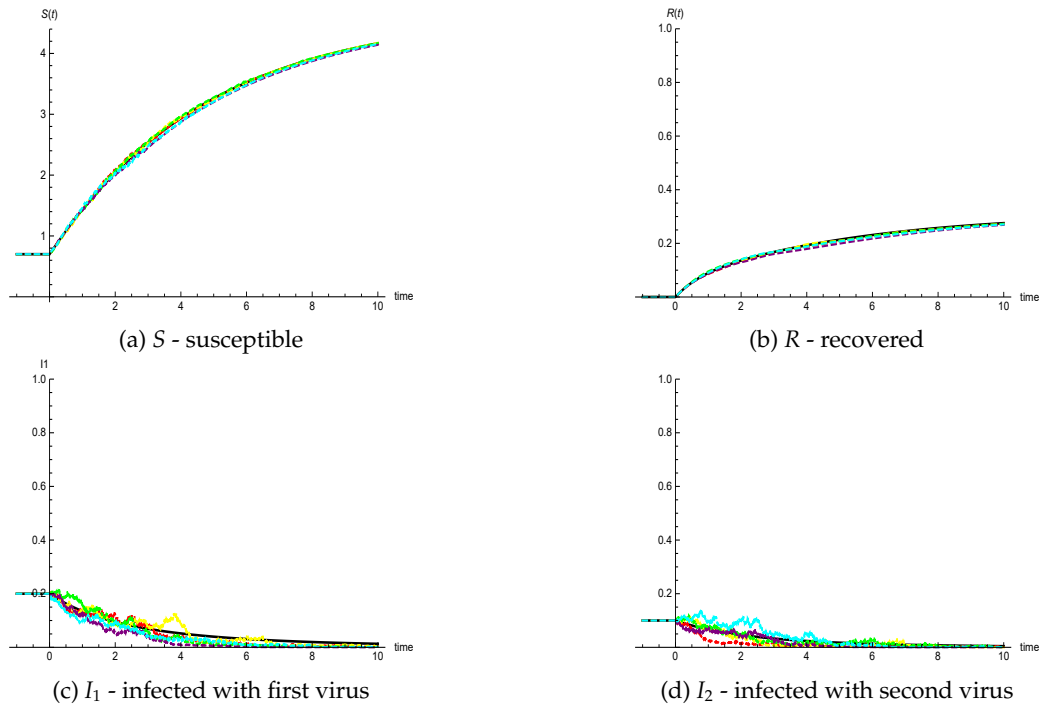 S(t)
4
3
2
1
2 4 6 8 10 time
(a) S - susceptible
R(t)
1.0
0.8
0.6
0.4
0.2
0 2 4 6 8 10 time
(b) R - recovered
I1
1.0
0.8
0.6
0.4
0.2
0 2 4 6 8 10 time
(c) I₁ - infected with first virus
1.0
0.8
0.6
0.4
0.2
0 2 4 6 8 10 time
(d) I₂ - infected with second virus